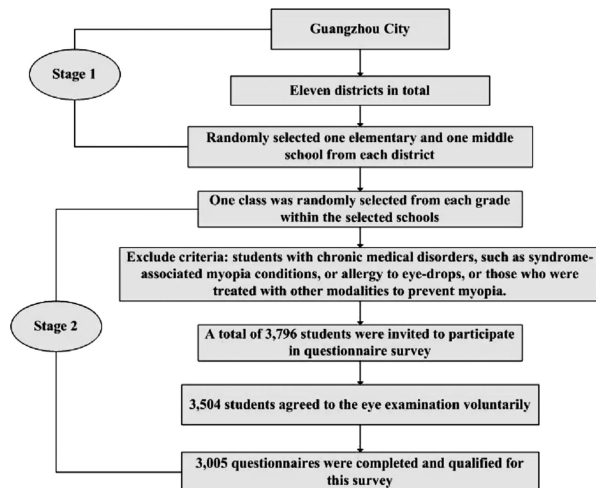 Guangzhou City
Stage 1
Eleven districts in total
Randomly selected one elementary and one middle
school from each district
One class was randomly selected from each grade
within the selected schools
Exclude criteria: students with chronic medical disorders, such as syndrome-
associated myopia conditions, or allergy to eye-drops, or those who were
treated with other modalities to prevent myopia.
Stage 2
A total of 3,796 students were invited to participate
in questionnaire survey
3,504 students agreed to the eye examination voluntarily
3,005 questionnaires were completed and qualified for
this survey